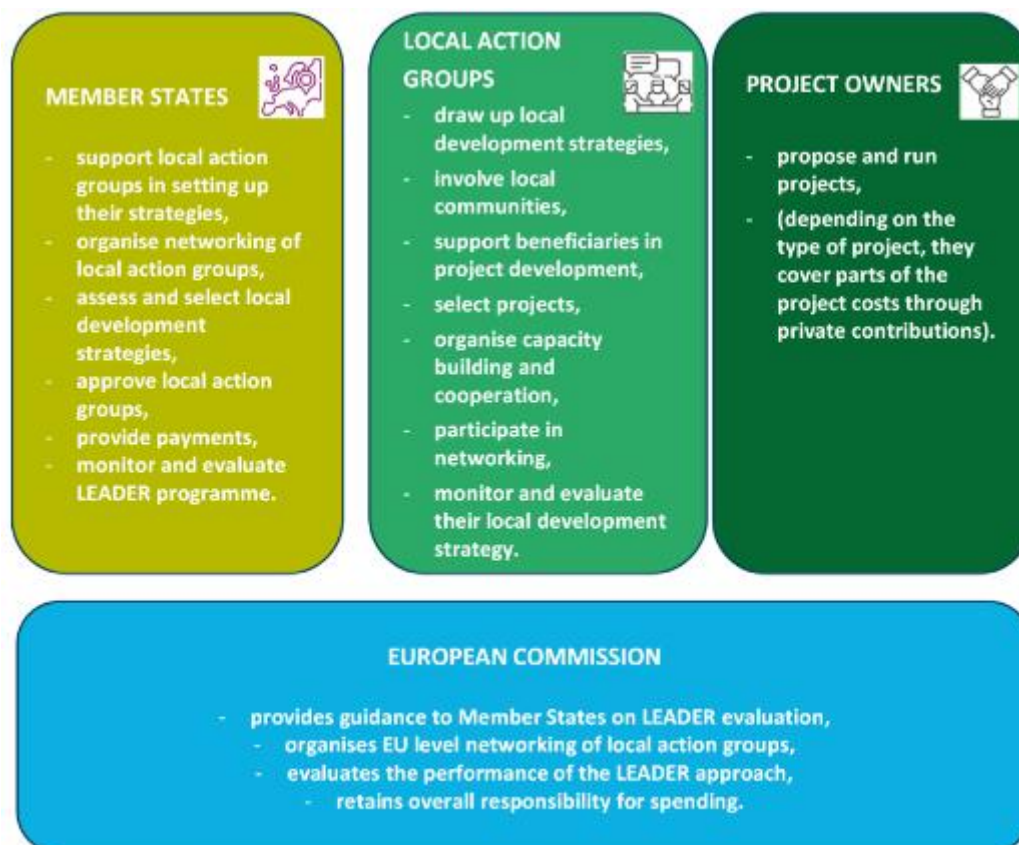 MEMBER STATES
- support local action
groups in setting up
their strategies,
- organise networking of
local action groups,
- assess and select local
development
strategies,
- approve local action
groups,
- provide payments,
- monitor and evaluate
LEADER programme.
LOCAL ACTION
GROUPS
- draw up local
development strategies,
- involve local
communities,
- support beneficiaries in
project development,
- select projects,
- organise capacity
building and
cooperation,
- participate in
networking,
- monitor and evaluate
their local development
strategy.
PROJECT OWNERS
- propose and run
projects,
- (depending on the
type of project, they
cover parts of the
project costs through
private contributions).
EUROPEAN COMMISSION
- provides guidance to Member States on LEADER evaluation,
- organises EU level networking of local action groups,
- evaluates the performance of the LEADER approach,
- retains overall responsibility for spending.